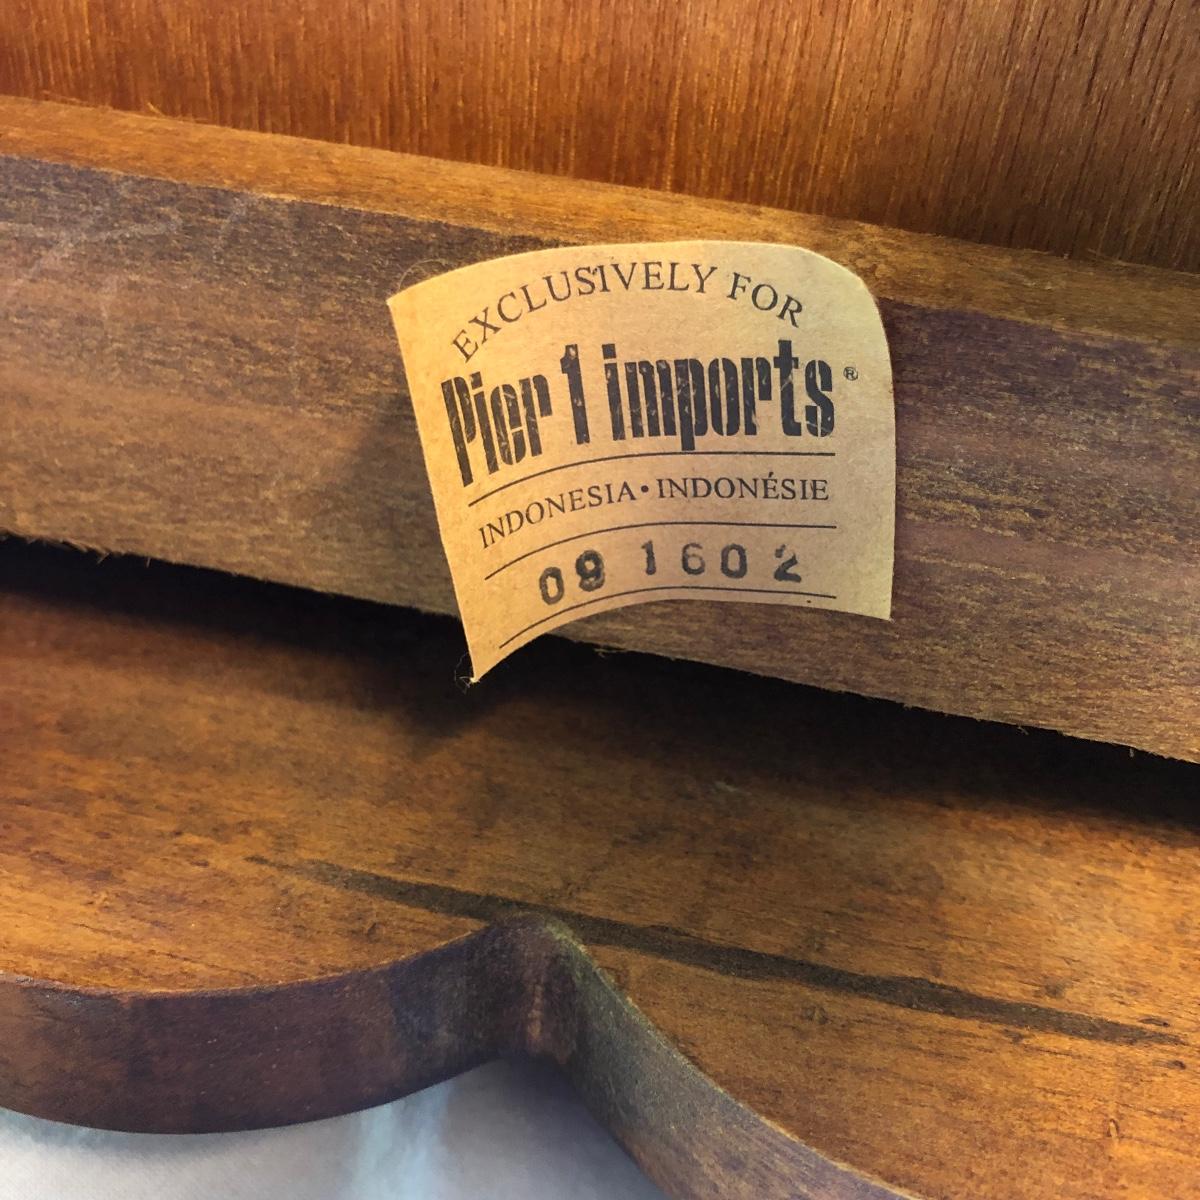 EXCLUSIVELY FOR
Pier 1 imports®
INDONESIA • INDONÉSIE
09 1602